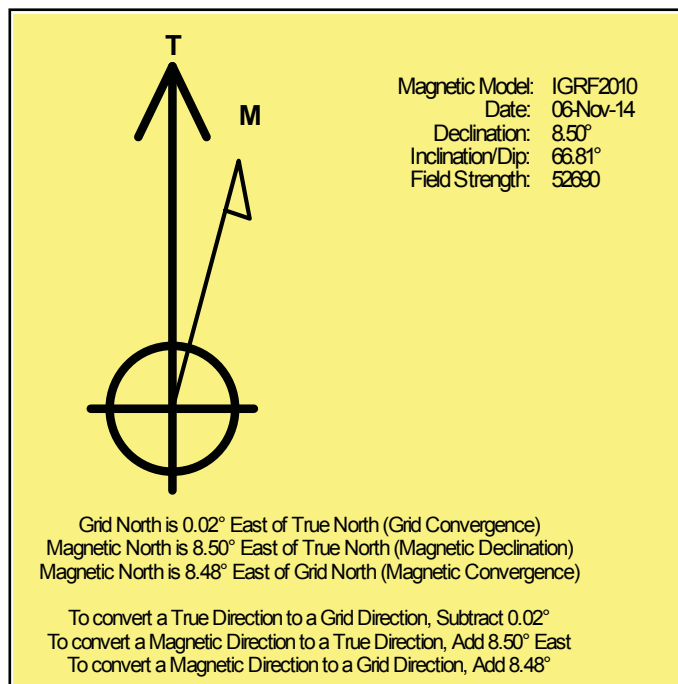 T
M
Magnetic Model: IGRF2010
Date: 06-Nov-14
Declination: 8.50°
Inclination/Dip: 66.81°
Field Strength: 52690
Grid North is 0.02° East of True North (Grid Convergence)
Magnetic North is 8.50° East of True North (Magnetic Declination)
Magnetic North is 8.48° East of Grid North (Magnetic Convergence)
To convert a True Direction to a Grid Direction, Subtract 0.02°
To convert a Magnetic Direction to a True Direction, Add 8.50° East
To convert a Magnetic Direction to a Grid Direction, Add 8.48°